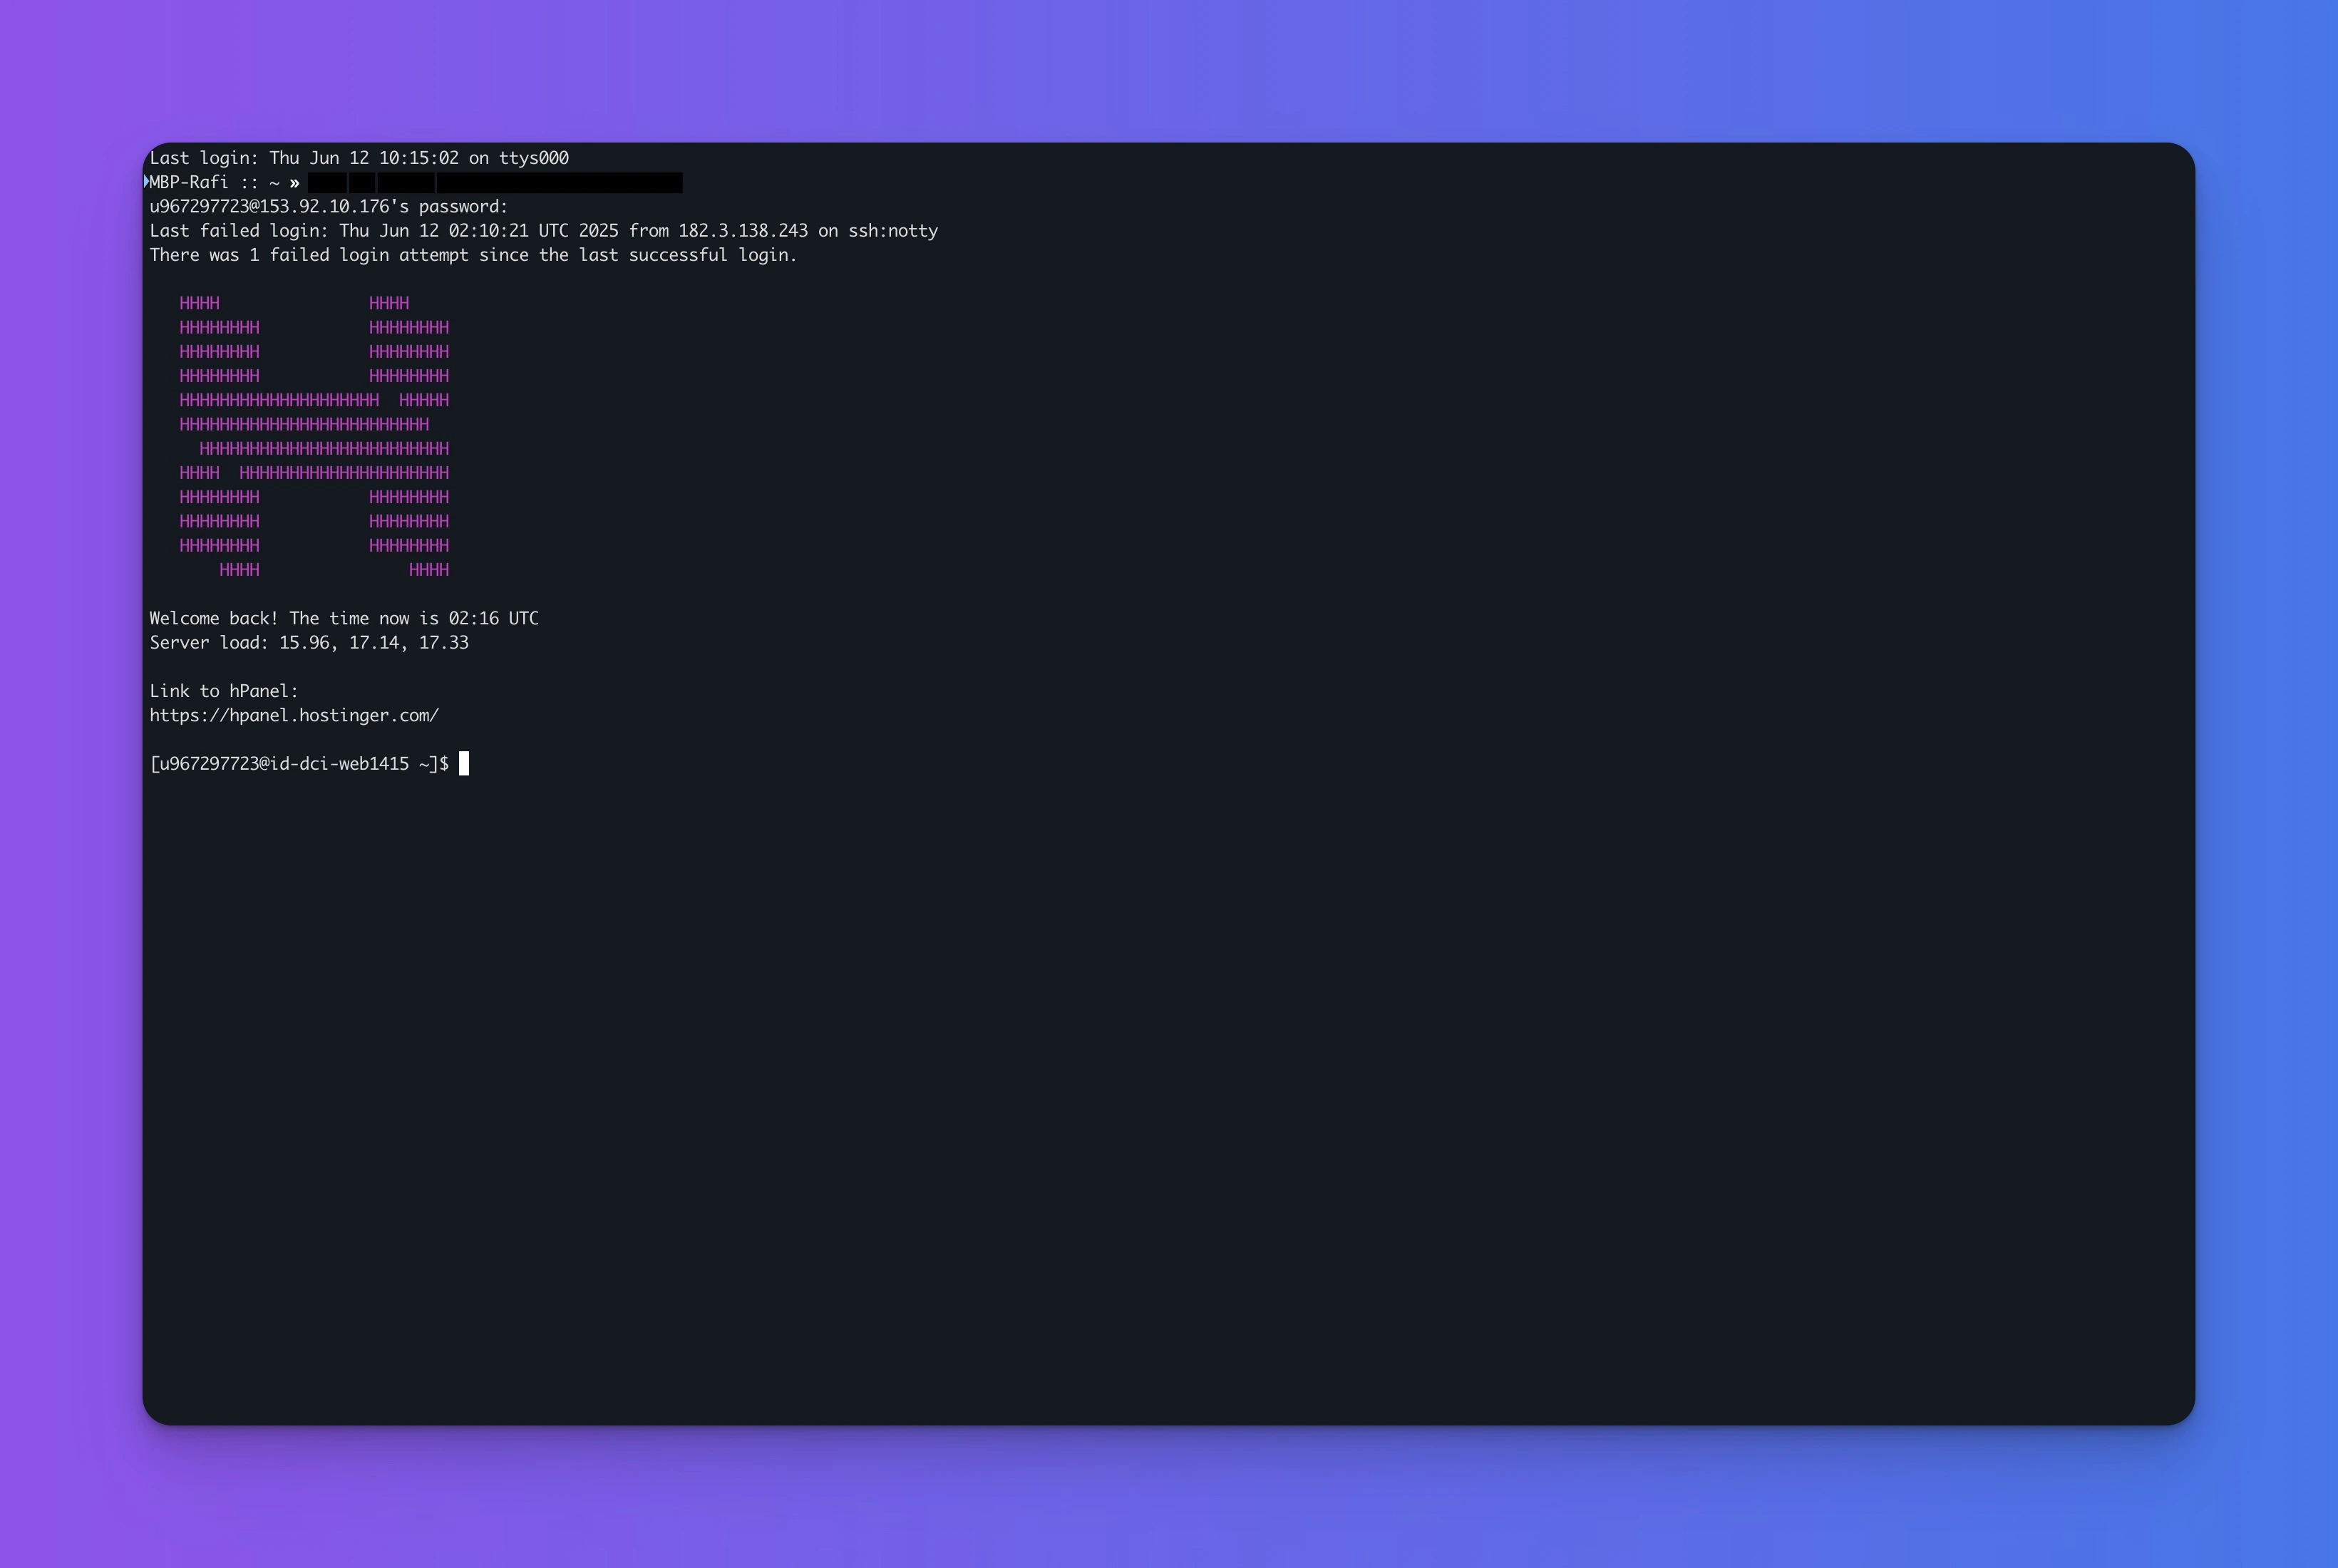 Last login: Thu Jun 12 10:15:02 on ttys000
MBP-Rafi :: ~ »
u967297723@153.92.10.176's password:
Last failed login: Thu Jun 12 02:10:21 UTC 2025 from 182.3.138.243 on ssh:notty
There was 1 failed login attempt since the last successful login.
   HHHH               HHHH
   HHHHHHHH           HHHHHHHH
   HHHHHHHH           HHHHHHHH
   HHHHHHHH           HHHHHHHH
   HHHHHHHHHHHHHHHHHHHH  HHHHH
   HHHHHHHHHHHHHHHHHHHHHHHHH
     HHHHHHHHHHHHHHHHHHHHHHHHH
   HHHH  HHHHHHHHHHHHHHHHHHHHH
   HHHHHHHH           HHHHHHHH
   HHHHHHHH           HHHHHHHH
   HHHHHHHH           HHHHHHHH
       HHHH               HHHH
Welcome back! The time now is 02:16 UTC
Server load: 15.96, 17.14, 17.33
Link to hPanel:
https://hpanel.hostinger.com/
[u967297723@id-dci-web1415 ~]$